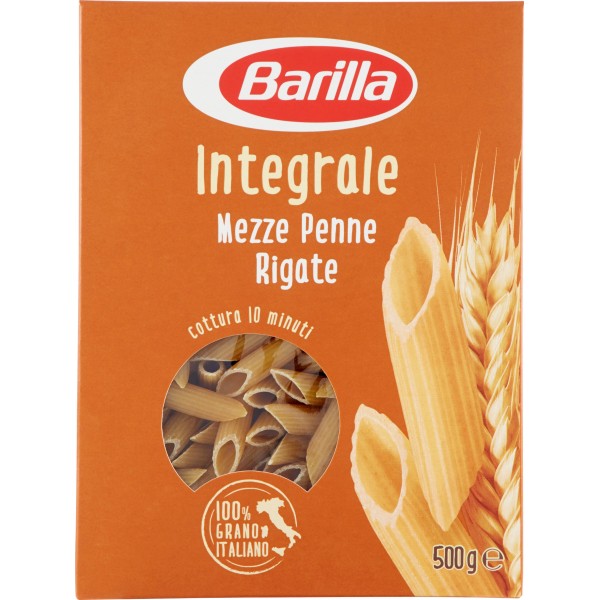 Barilla
Integrale
Mezze Penne
Rigate
cottura 10 minuti
100%
GRANO
ITALIANO
500g ℮